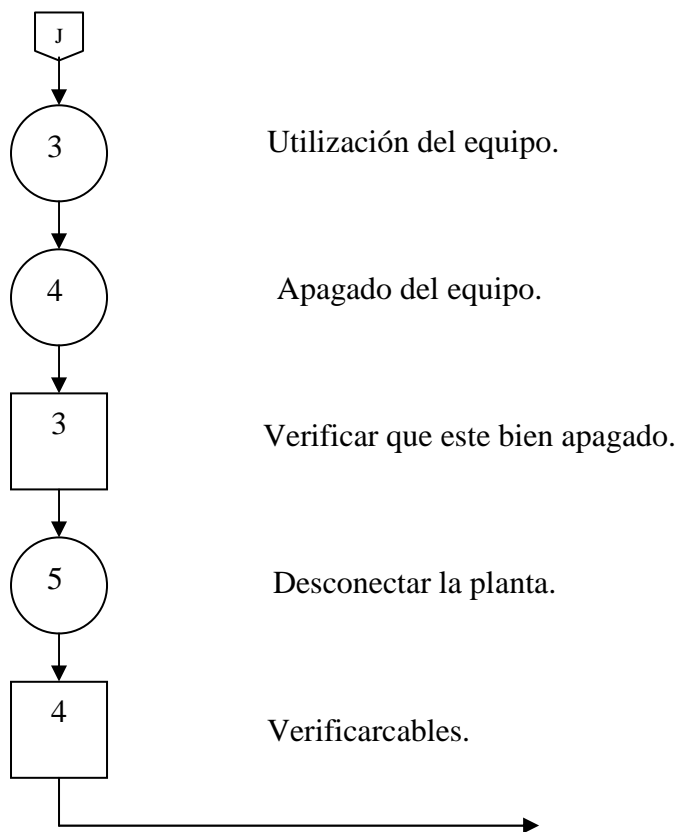 J
3 Utilización del equipo.
4 Apagado del equipo.
3 Verificar que este bien apagado.
5 Desconectar la planta.
4 Verificarcables.